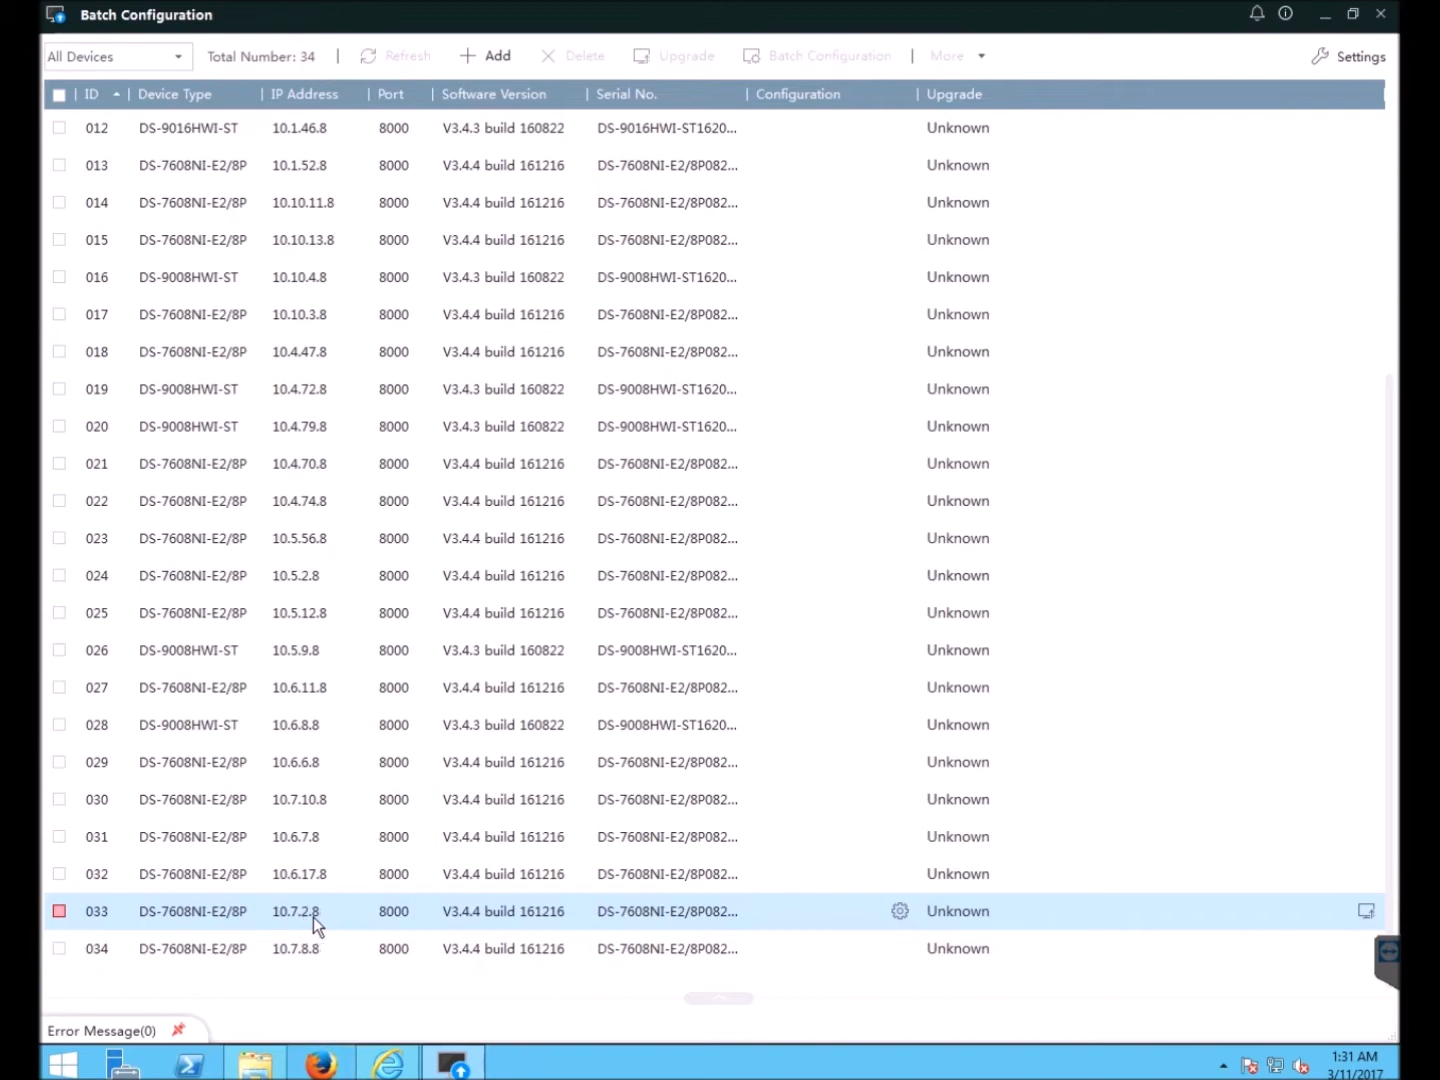 Batch Configuration
All Devices Total Number: 34 | Refresh Add Delete Upgrade Batch Configuration | More Settings
ID | Device Type | IP Address | Port | Software Version | Serial No. | Configuration | Upgrade
012 DS-9016HWI-ST 10.1.46.8 8000 V3.4.3 build 160822 DS-9016HWI-ST1620... Unknown
013 DS-7608NI-E2/8P 10.1.52.8 8000 V3.4.4 build 161216 DS-7608NI-E2/8P082... Unknown
014 DS-7608NI-E2/8P 10.10.11.8 8000 V3.4.4 build 161216 DS-7608NI-E2/8P082... Unknown
015 DS-7608NI-E2/8P 10.10.13.8 8000 V3.4.4 build 161216 DS-7608NI-E2/8P082... Unknown
016 DS-9008HWI-ST 10.10.4.8 8000 V3.4.3 build 160822 DS-9008HWI-ST1620... Unknown
017 DS-7608NI-E2/8P 10.10.3.8 8000 V3.4.4 build 161216 DS-7608NI-E2/8P082... Unknown
018 DS-7608NI-E2/8P 10.4.47.8 8000 V3.4.4 build 161216 DS-7608NI-E2/8P082... Unknown
019 DS-9008HWI-ST 10.4.72.8 8000 V3.4.3 build 160822 DS-9008HWI-ST1620... Unknown
020 DS-9008HWI-ST 10.4.79.8 8000 V3.4.3 build 160822 DS-9008HWI-ST1620... Unknown
021 DS-7608NI-E2/8P 10.4.70.8 8000 V3.4.4 build 161216 DS-7608NI-E2/8P082... Unknown
022 DS-7608NI-E2/8P 10.4.74.8 8000 V3.4.4 build 161216 DS-7608NI-E2/8P082... Unknown
023 DS-7608NI-E2/8P 10.5.56.8 8000 V3.4.4 build 161216 DS-7608NI-E2/8P082... Unknown
024 DS-7608NI-E2/8P 10.5.2.8 8000 V3.4.4 build 161216 DS-7608NI-E2/8P082... Unknown
025 DS-7608NI-E2/8P 10.5.12.8 8000 V3.4.4 build 161216 DS-7608NI-E2/8P082... Unknown
026 DS-9008HWI-ST 10.5.9.8 8000 V3.4.3 build 160822 DS-9008HWI-ST1620... Unknown
027 DS-7608NI-E2/8P 10.6.11.8 8000 V3.4.4 build 161216 DS-7608NI-E2/8P082... Unknown
028 DS-9008HWI-ST 10.6.8.8 8000 V3.4.3 build 160822 DS-9008HWI-ST1620... Unknown
029 DS-7608NI-E2/8P 10.6.6.8 8000 V3.4.4 build 161216 DS-7608NI-E2/8P082... Unknown
030 DS-7608NI-E2/8P 10.7.10.8 8000 V3.4.4 build 161216 DS-7608NI-E2/8P082... Unknown
031 DS-7608NI-E2/8P 10.6.7.8 8000 V3.4.4 build 161216 DS-7608NI-E2/8P082... Unknown
032 DS-7608NI-E2/8P 10.6.17.8 8000 V3.4.4 build 161216 DS-7608NI-E2/8P082... Unknown
033 DS-7608NI-E2/8P 10.7.2.8 8000 V3.4.4 build 161216 DS-7608NI-E2/8P082... Unknown
034 DS-7608NI-E2/8P 10.7.8.8 8000 V3.4.4 build 161216 DS-7608NI-E2/8P082... Unknown
Error Message(0)
1:31 AM
3/11/2017